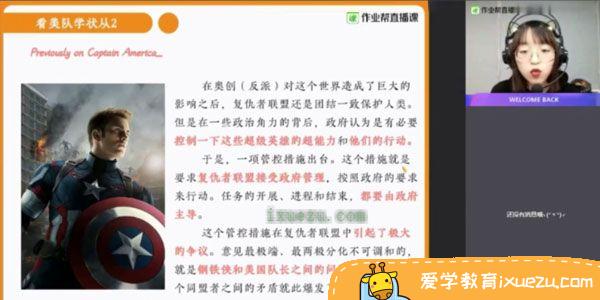 看美队学状从2
作业帮直播课
Previously on Captain America_
在奥创（反派）对这个世界造成了巨大的
影响之后，复仇者联盟还是团结一致保护人类。
但是在一些政治角力的背后，政府认为是有必要
控制一下这些超级英雄的超能力和他们的行动。
于是，一项管控措施出台。这个措施就是
要求复仇者联盟接受政府管理，按照政府的要求
来行动。任务的开展、进程和结束，都要由政府
主导。
ixuezu.com
这个管控措施在复仇者联盟中引起了极大
的争议。意见最极端、最两极分化不可调和的，
就是钢铁侠和美国队长之间的问
个同盟者之间的矛盾就此爆发
作业帮直播课
WELCOME BACK
还没有消息哦
爱学教育ixuezu.com